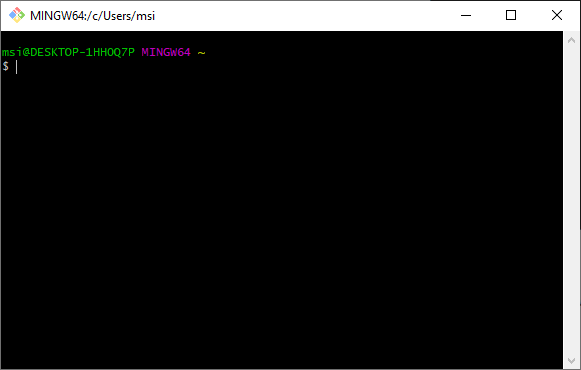 MINGW64:/c/Users/msi
msi@DESKTOP-1HHOQ7P MINGW64 ~
$